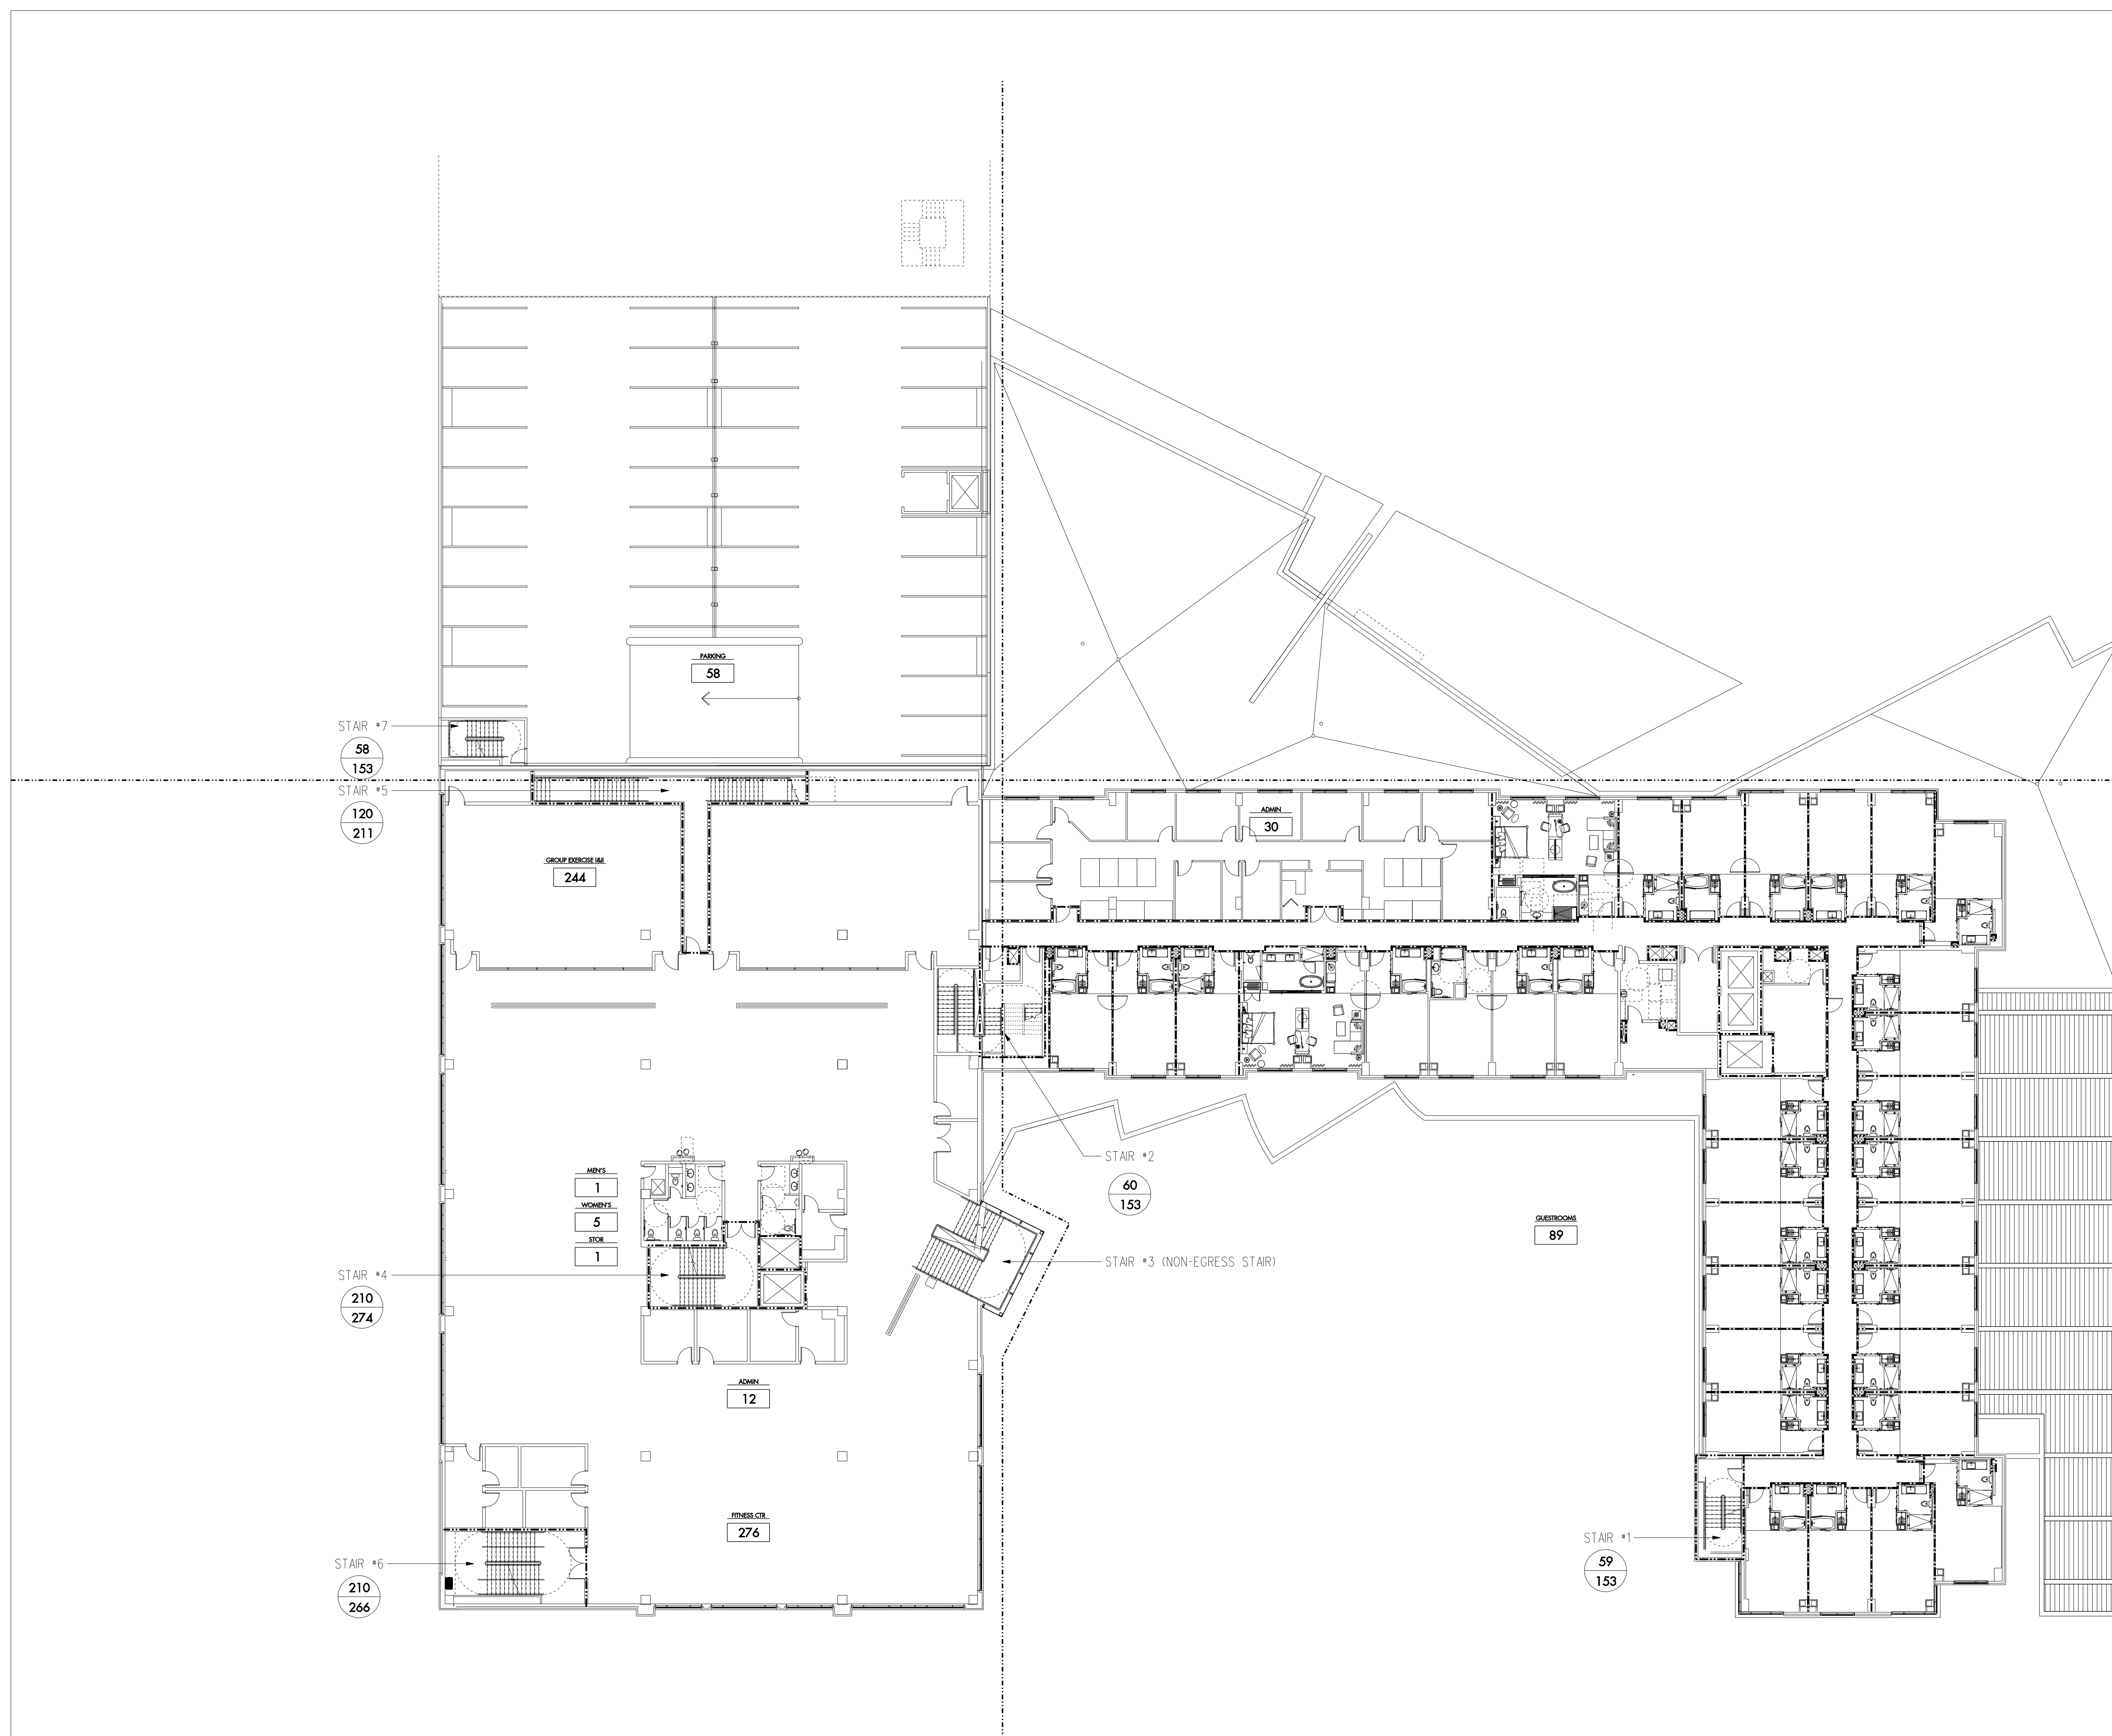 PARKING
58
STAIR #7
58
153
STAIR #5
120
211
ADMIN
30
GROUP EXERCISE I&II
244
STAIR #2
60
153
MEN'S
1
WOMEN'S
5
STOR
1
GUESTROOMS
89
STAIR #3 (NON-EGRESS STAIR)
STAIR #4
210
274
ADMIN
12
FITNESS CTR
276
STAIR #1
59
153
STAIR #6
210
266